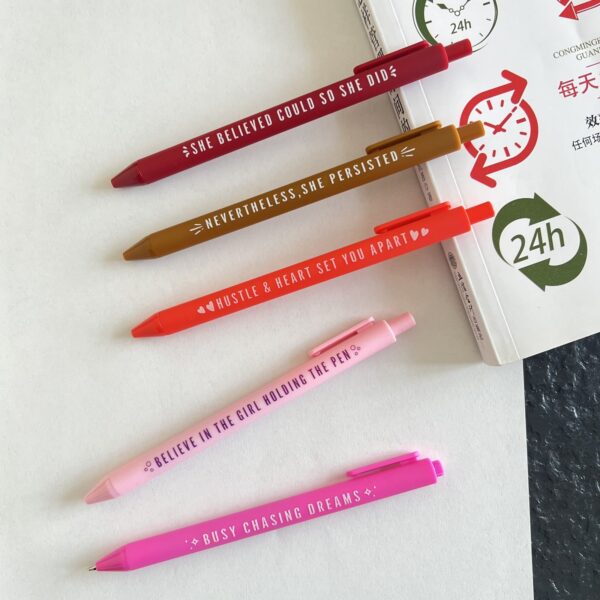 SHE BELIEVED COULD SO SHE DID
NEVERTHELESS, SHE PERSISTED
HUSTLE & HEART SET YOU APART
BELIEVE IN THE GIRL HOLDING THE PEN
BUSY CHASING DREAMS
24h
每天
24h